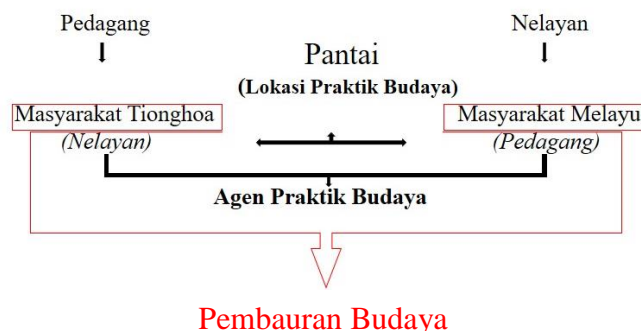 Pedagang
Nelayan
Pantai
(Lokasi Praktik Budaya)
Masyarakat Tionghoa
(Nelayan)
Masyarakat Melayu
(Pedagang)
Agen Praktik Budaya
Pembauran Budaya